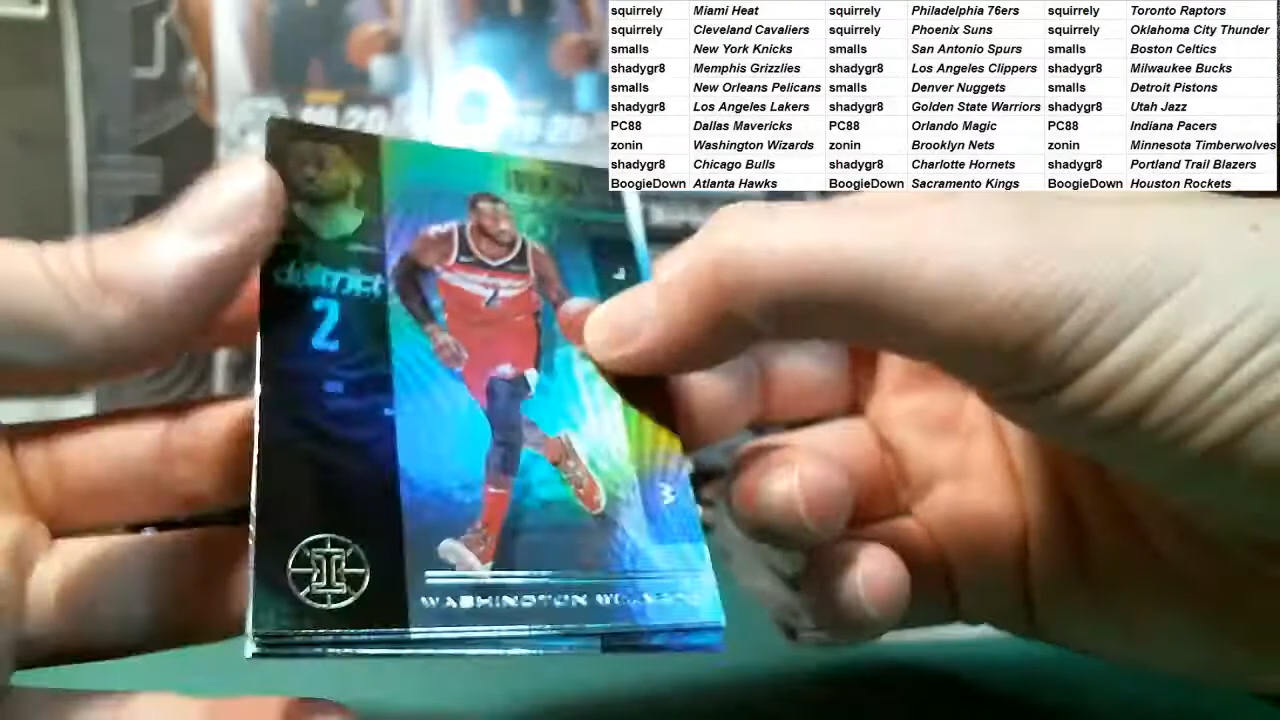 squirrely Miami Heat squirrely Philadelphia 76ers squirrely Toronto Raptors
squirrely Cleveland Cavaliers squirrely Phoenix Suns squirrely Oklahoma City Thunder
smalls New York Knicks smalls San Antonio Spurs smalls Boston Celtics
shadygr8 Memphis Grizzlies shadygr8 Los Angeles Clippers shadygr8 Milwaukee Bucks
smalls New Orleans Pelicans smalls Denver Nuggets smalls Detroit Pistons
shadygr8 Los Angeles Lakers shadygr8 Golden State Warriors shadygr8 Utah Jazz
PC88 Dallas Mavericks PC88 Orlando Magic PC88 Indiana Pacers
zonin Washington Wizards zonin Brooklyn Nets zonin Minnesota Timberwolves
shadygr8 Chicago Bulls shadygr8 Charlotte Hornets shadygr8 Portland Trail Blazers
BoogieDown Atlanta Hawks BoogieDown Sacramento Kings BoogieDown Houston Rockets
2
2
WASHINGTON